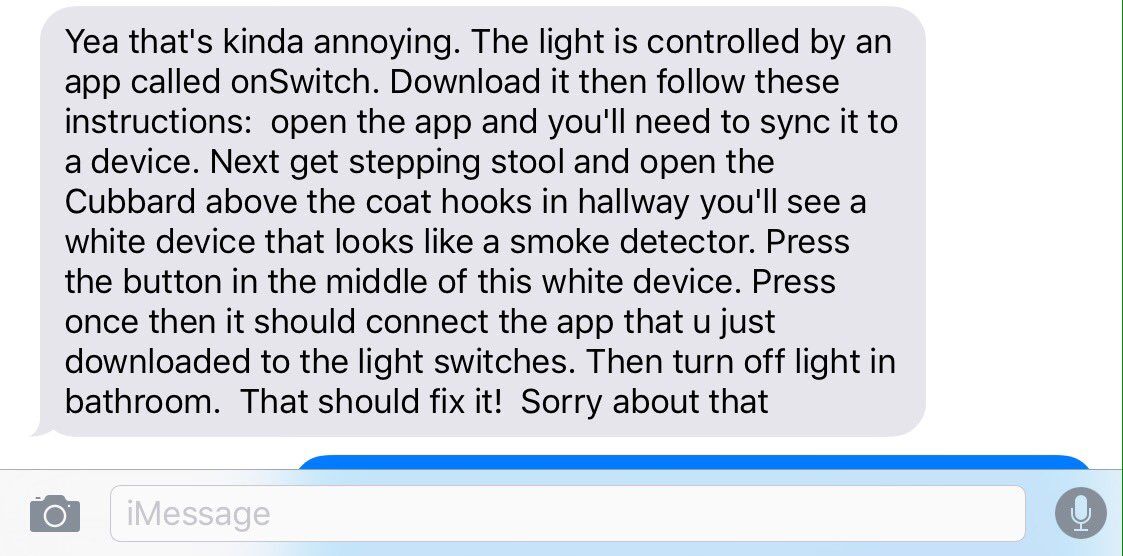 Yea that's kinda annoying. The light is controlled by an
app called onSwitch. Download it then follow these
instructions:  open the app and you'll need to sync it to
a device. Next get stepping stool and open the
Cubbard above the coat hooks in hallway you'll see a
white device that looks like a smoke detector. Press
the button in the middle of this white device. Press
once then it should connect the app that u just
downloaded to the light switches. Then turn off light in
bathroom.  That should fix it!  Sorry about that
iMessage